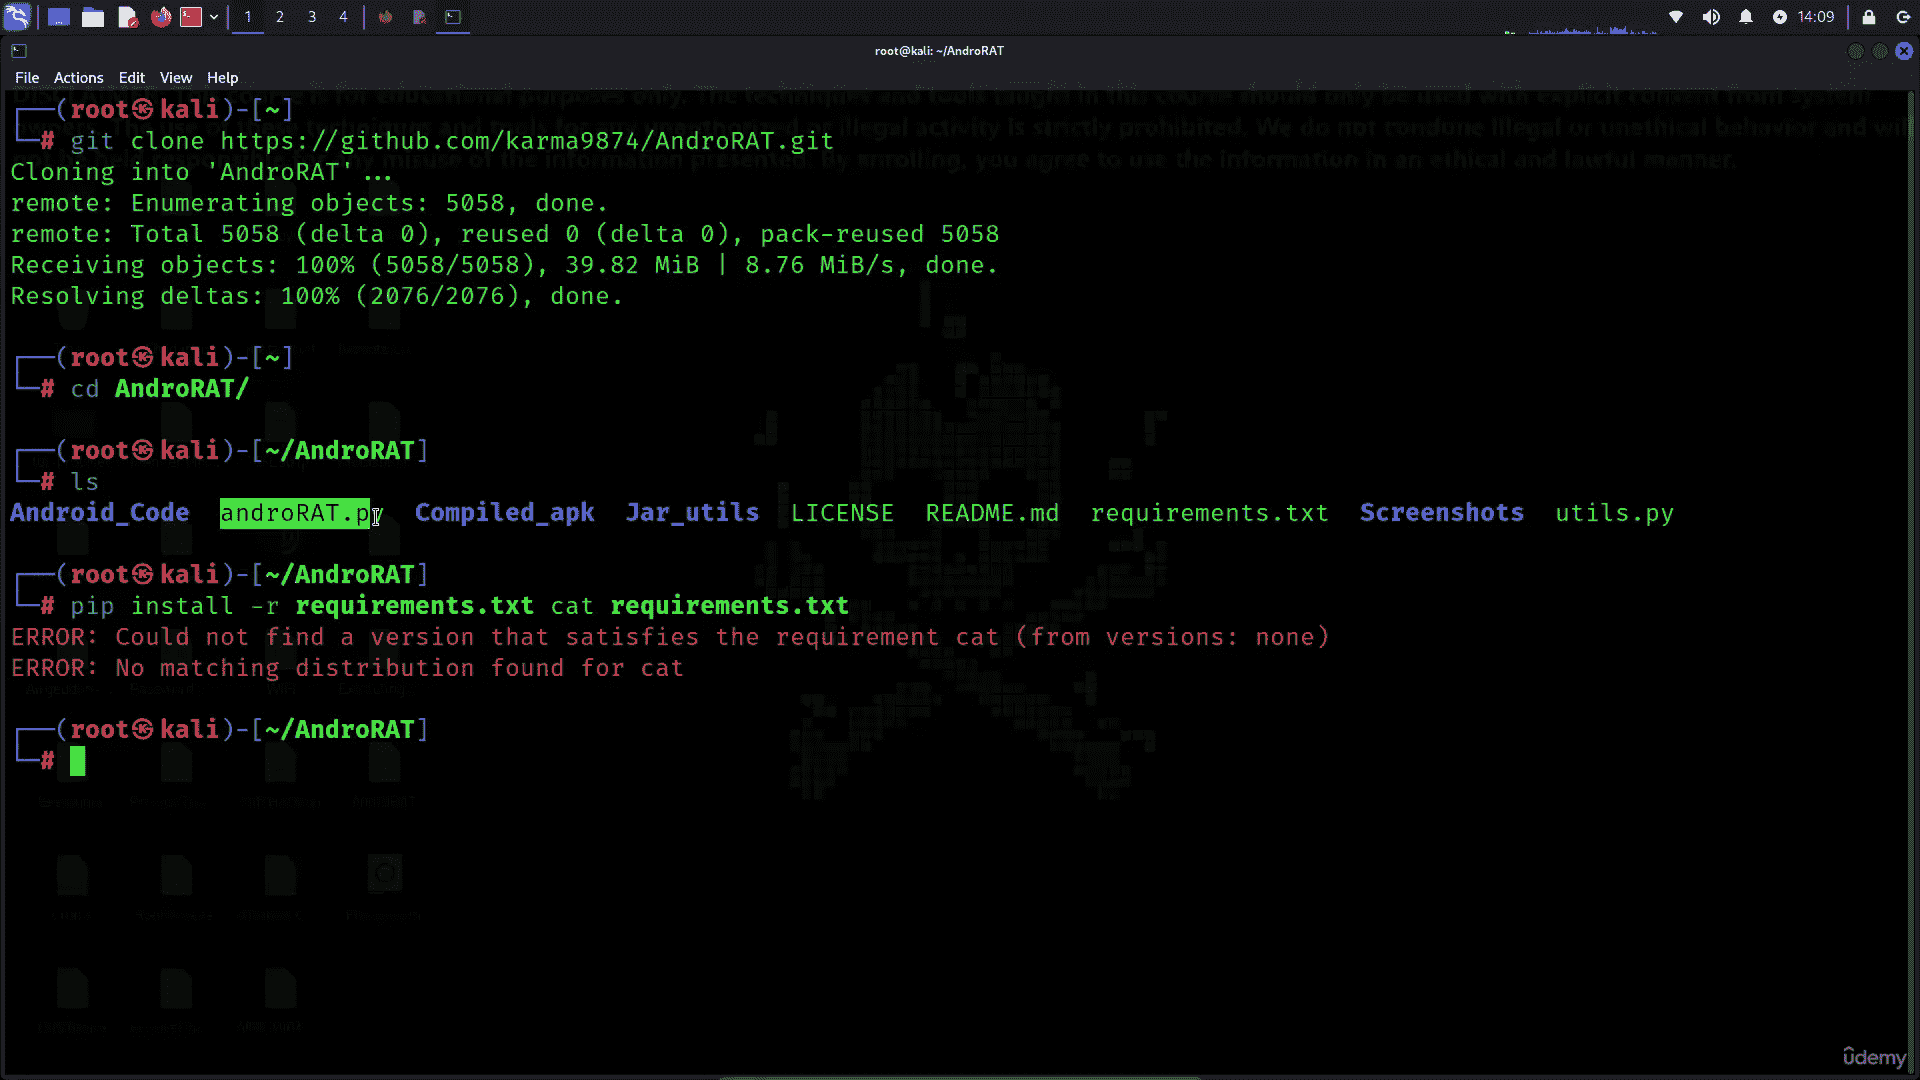 1 2 3 4 14:09
root@kali: ~/AndroRAT
File Actions Edit View Help
┌──(root㉿kali)-[~]
└─# git clone https://github.com/karma9874/AndroRAT.git
Cloning into 'AndroRAT'...
remote: Enumerating objects: 5058, done.
remote: Total 5058 (delta 0), reused 0 (delta 0), pack-reused 5058
Receiving objects: 100% (5058/5058), 39.82 MiB | 8.76 MiB/s, done.
Resolving deltas: 100% (2076/2076), done.
┌──(root㉿kali)-[~]
└─# cd AndroRAT/
┌──(root㉿kali)-[~/AndroRAT]
└─# ls
Android_Code androRAT.py Compiled_apk Jar_utils LICENSE README.md requirements.txt Screenshots utils.py
┌──(root㉿kali)-[~/AndroRAT]
└─# pip install -r requirements.txt cat requirements.txt
ERROR: Could not find a version that satisfies the requirement cat (from versions: none)
ERROR: No matching distribution found for cat
┌──(root㉿kali)-[~/AndroRAT]
└─#
ûdemy